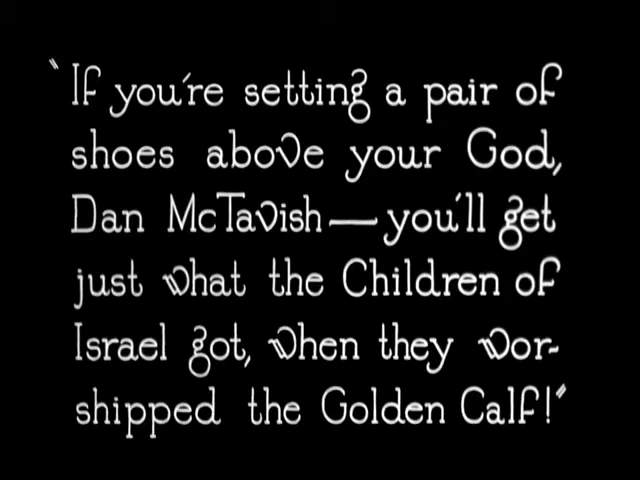 "If you're setting a pair of
shoes above your God,
Dan McTavish—you'll get
just what the Children of
Israel got, when they wor-
shipped the Golden Calf!"